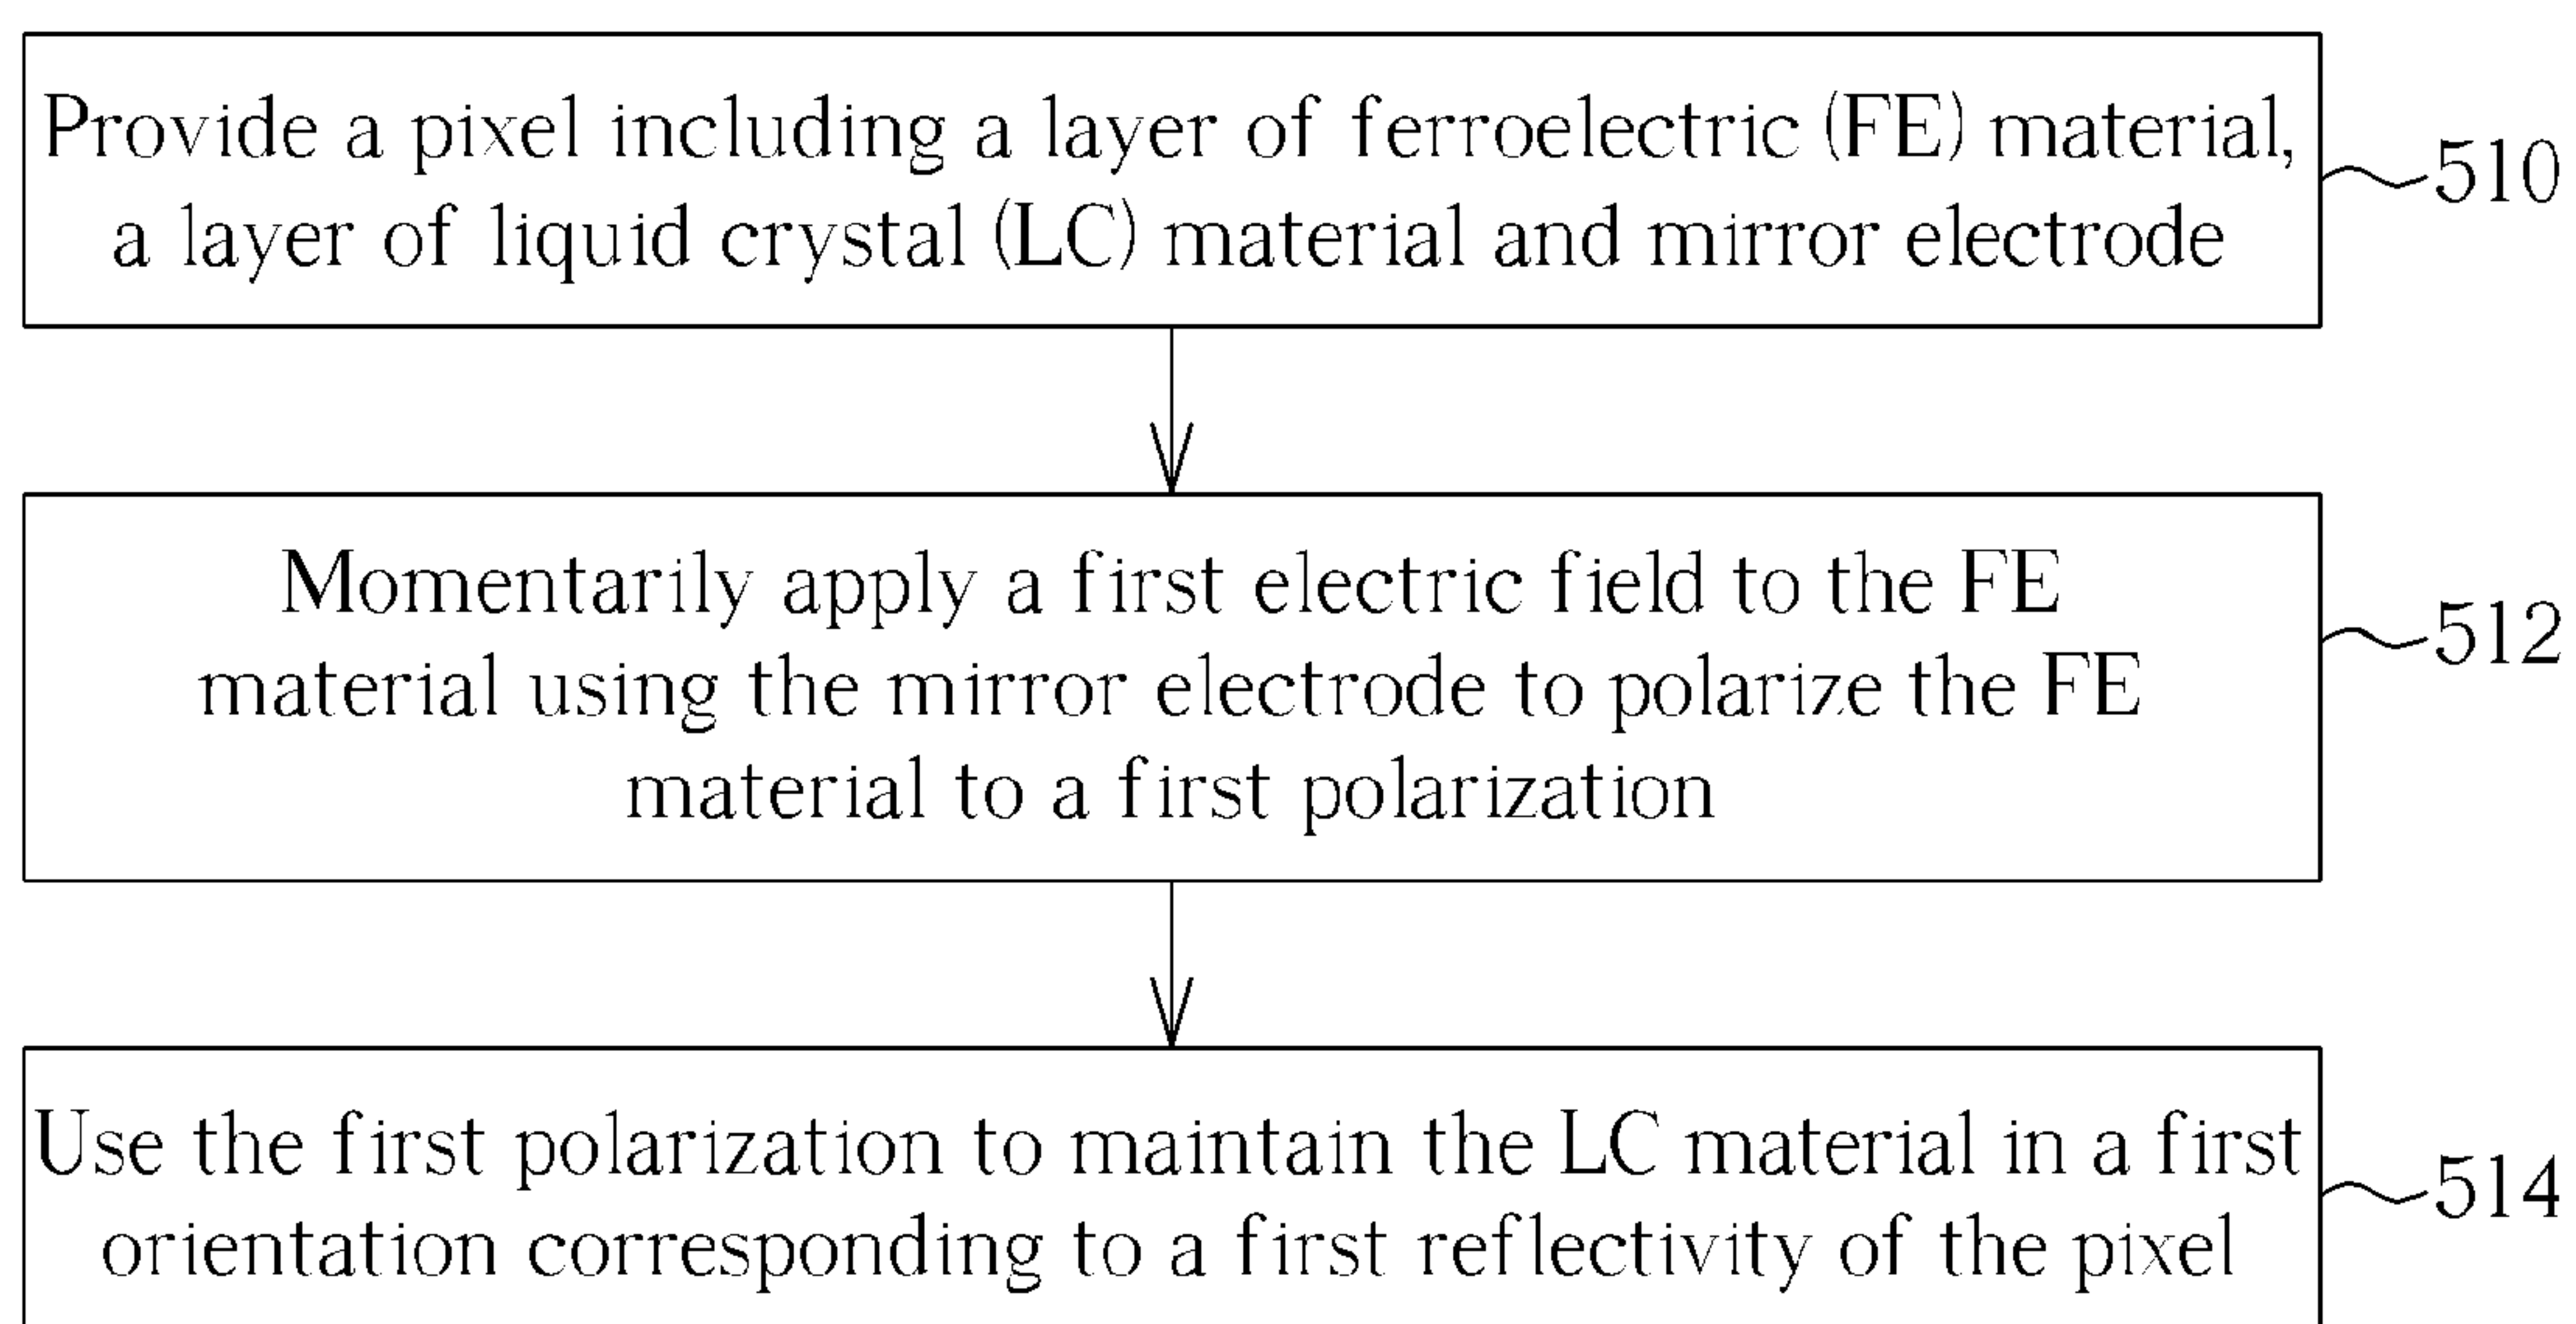 Provide a pixel including a layer of ferroelectric (FE) material,
a layer of liquid crystal (LC) material and mirror electrode
510
Momentarily apply a first electric field to the FE
material using the mirror electrode to polarize the FE
material to a first polarization
512
Use the first polarization to maintain the LC material in a first
orientation corresponding to a first reflectivity of the pixel
514